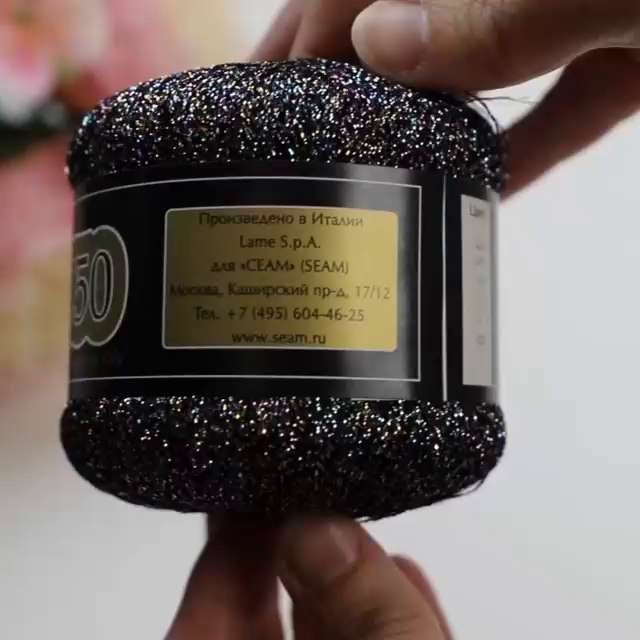 50
Произведено в Италии
Lame S.p.A.
для «СЕАМ» (SEAM)
Москва, Каширский пр-д, 17/12
Тел. +7 (495) 604-46-25
www.seam.ru
Цвет